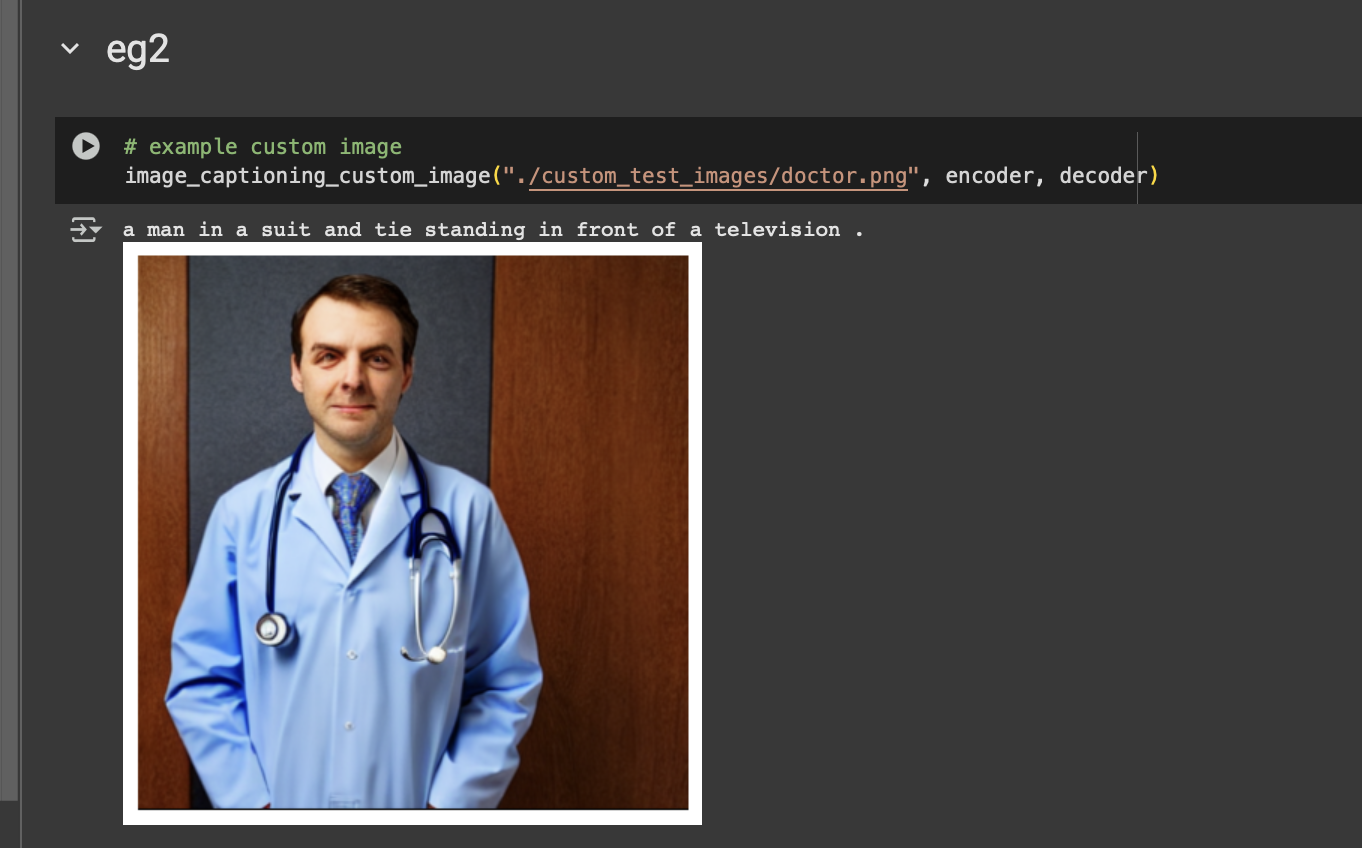 eg2
# example custom image
image_captioning_custom_image("./custom_test_images/doctor.png", encoder, decoder)
a man in a suit and tie standing in front of a television .